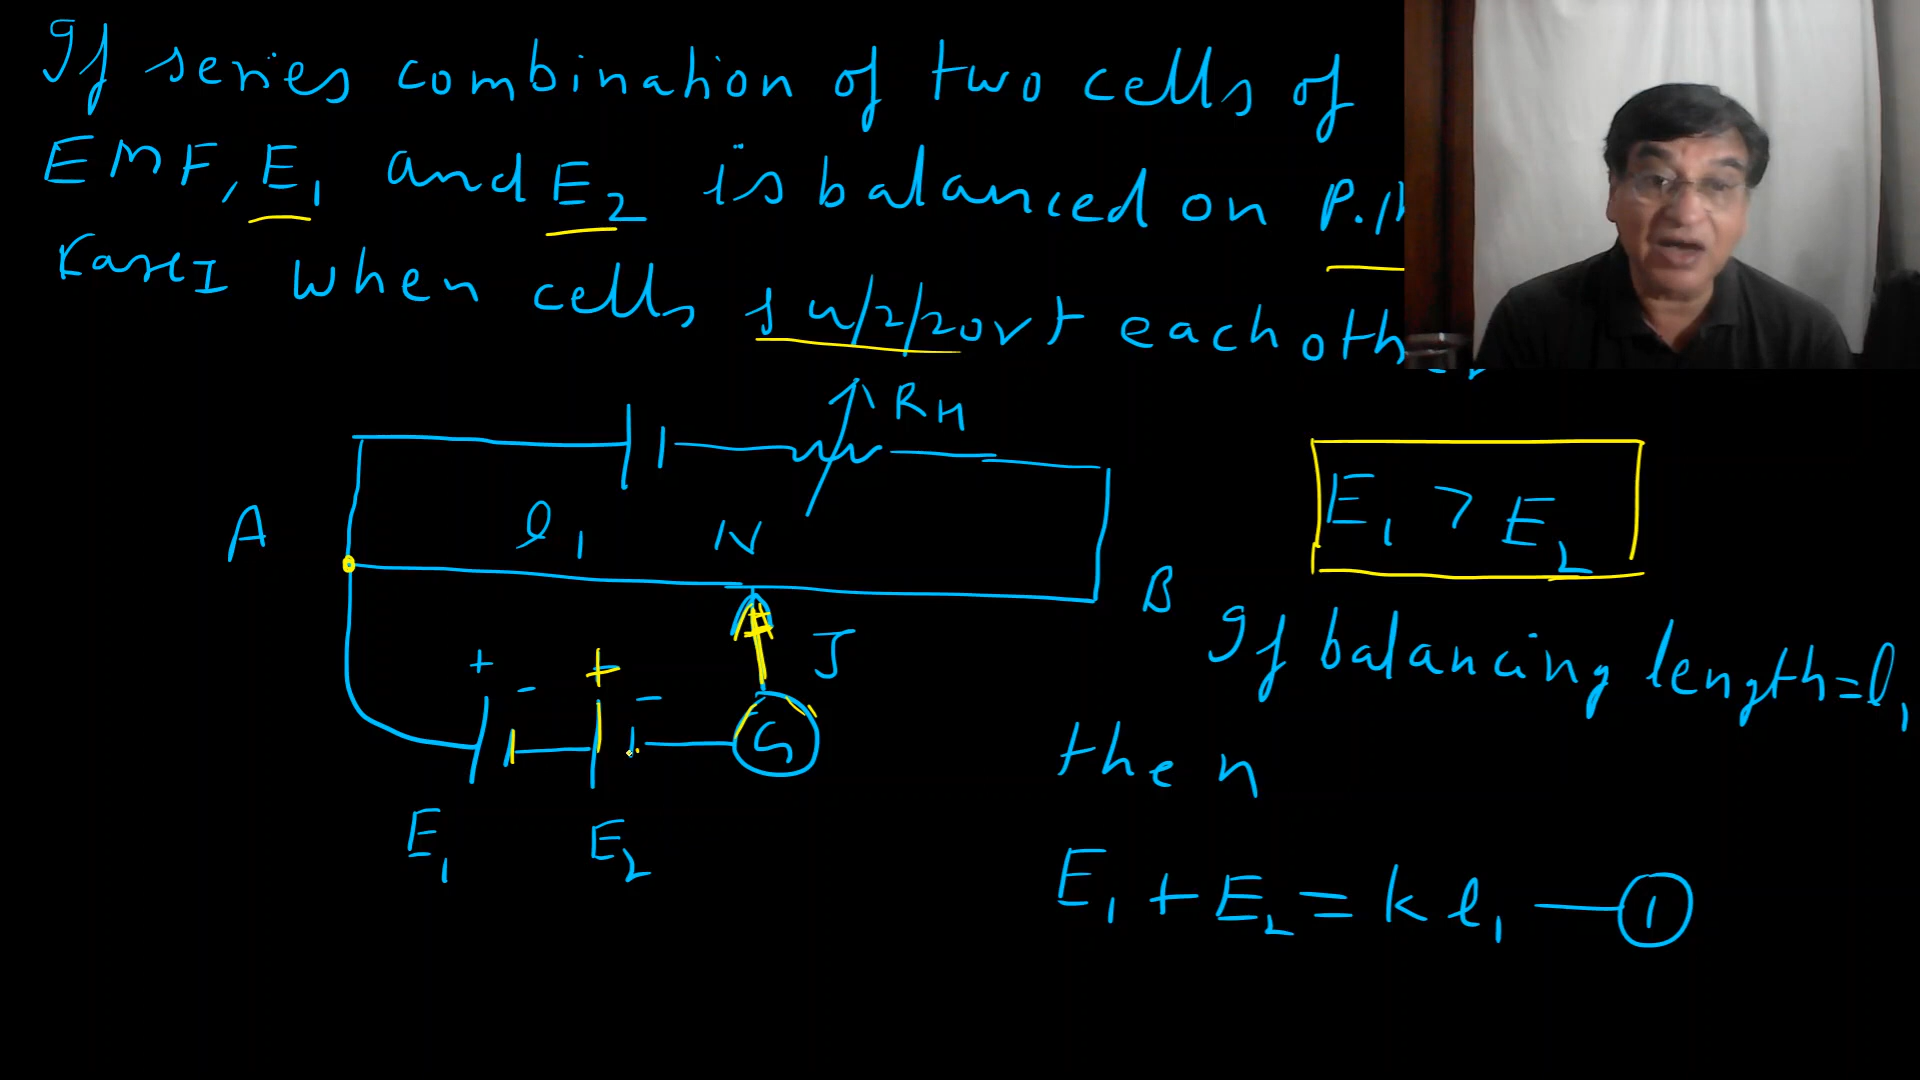 If series combination of two cells of
EMF, E1 and E2 is balanced on P.
Case I when cells support each other
RH
A
l1
N
B
J
+ - + -
G
E1
E2
E1 > E2
If balancing length = l1
then
E1 + E2 = k l1 — 1